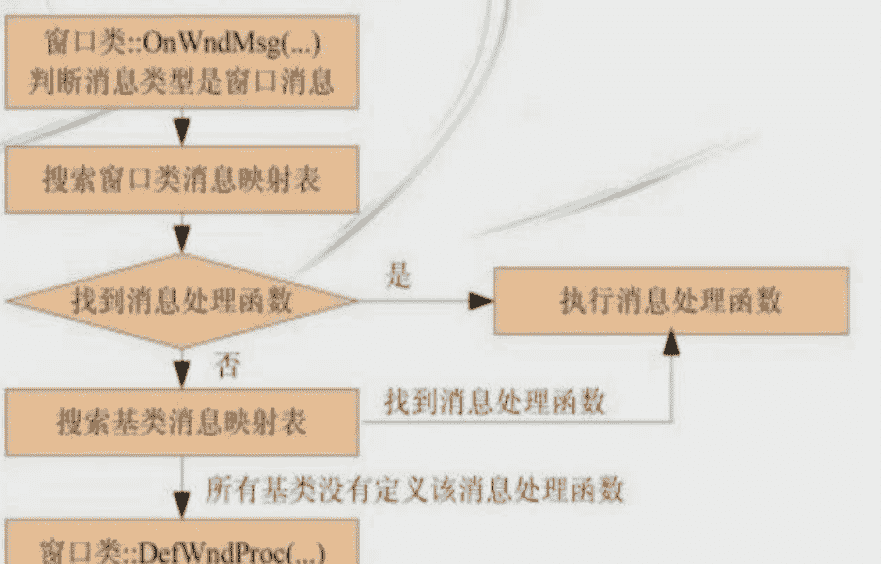 窗口类::OnWndMsg(...)
判断消息类型是窗口消息
搜索窗口类消息映射表
找到消息处理函数
是
执行消息处理函数
否
搜索基类消息映射表
找到消息处理函数
所有基类没有定义该消息处理函数
窗口类::DefWndProc(...)